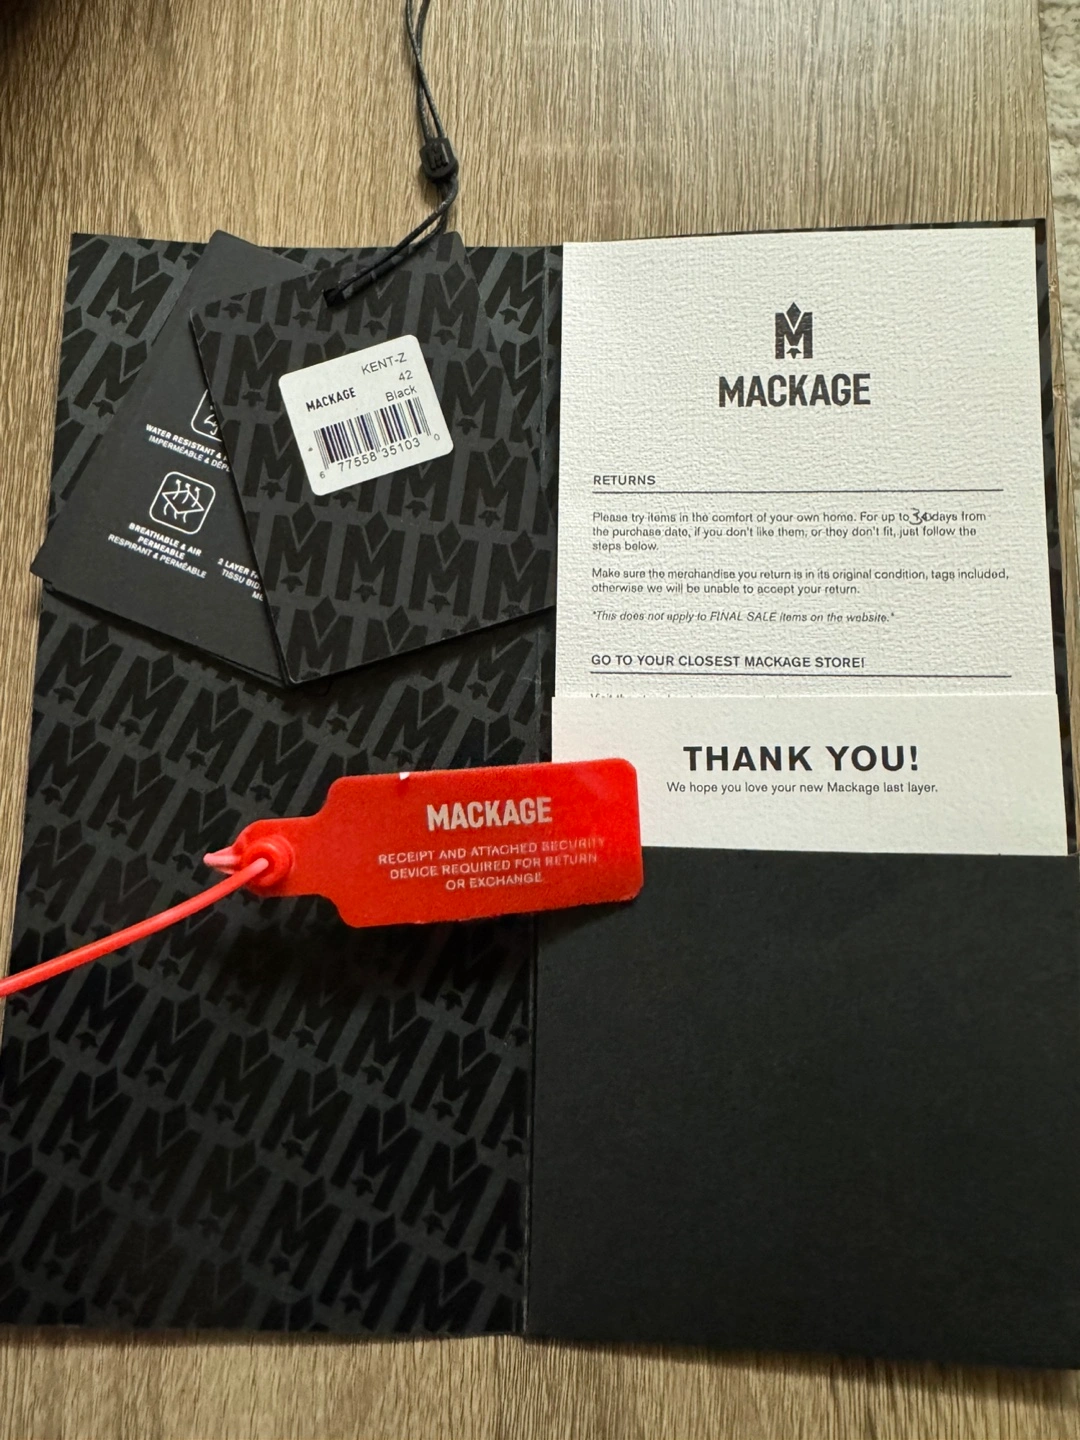 WATER RESISTANT &
IMPERMÉABLE &
BREATHABLE & AIR
PERMEABLE
RESPIRANT & PERMÉABLE
2 LAYER
TISSU
KENT-Z
42
MACKAGE
Black
6 77558 35103 0
MACKAGE
RETURNS
Please try items in the comfort of your own home. For up to 30 days from
the purchase date, if you don't like them, or they don't fit, just follow the
steps below.
Make sure the merchandise you return is in its original condition, tags included,
otherwise we will be unable to accept your return.
*This does not apply to FINAL SALE items on the website.*
GO TO YOUR CLOSEST MACKAGE STORE!
THANK YOU!
We hope you love your new Mackage last layer.
MACKAGE
RECEIPT AND ATTACHED SECURITY
DEVICE REQUIRED FOR RETURN
OR EXCHANGE